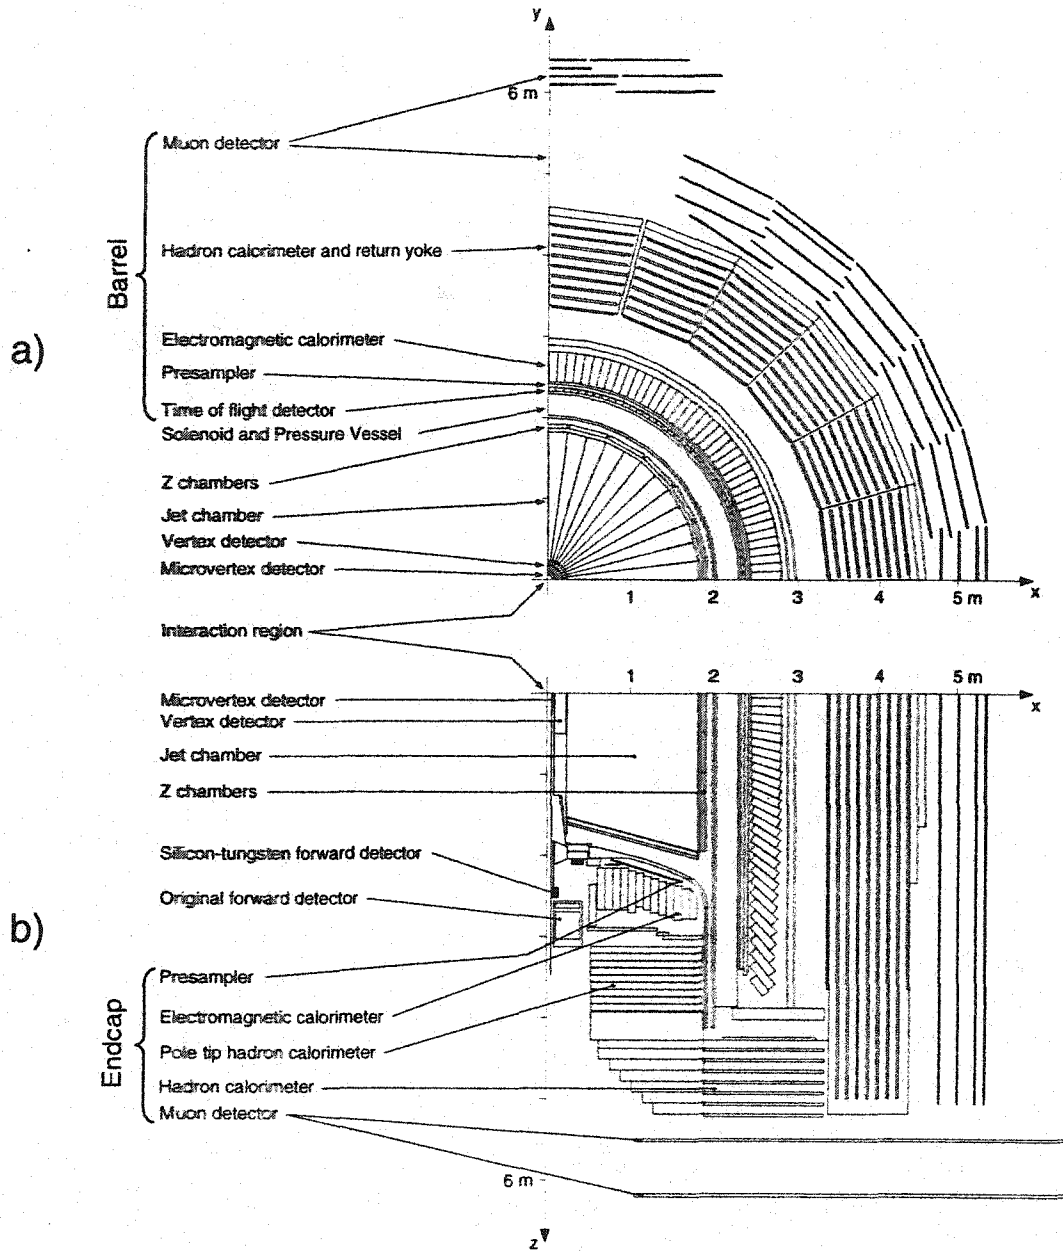 y
6 m
Muon detector
Barrel
Hadron calorimeter and return yoke
a)
Electromagnetic calorimeter
Presampler
Time of flight detector
Solenoid and Pressure Vessel
Z chambers
Jet chamber
Vertex detector
Microvertex detector
1 2 3 4 5 m x
Interaction region
1 2 3 4 5 m
x
Microvertex detector
Vertex detector
Jet chamber
Z chambers
Silicon-tungsten forward detector
Original forward detector
b)
Presampler
Endcap
Electromagnetic calorimeter
Pole tip hadron calorimeter
Hadron calorimeter
Muon detector
6 m
z